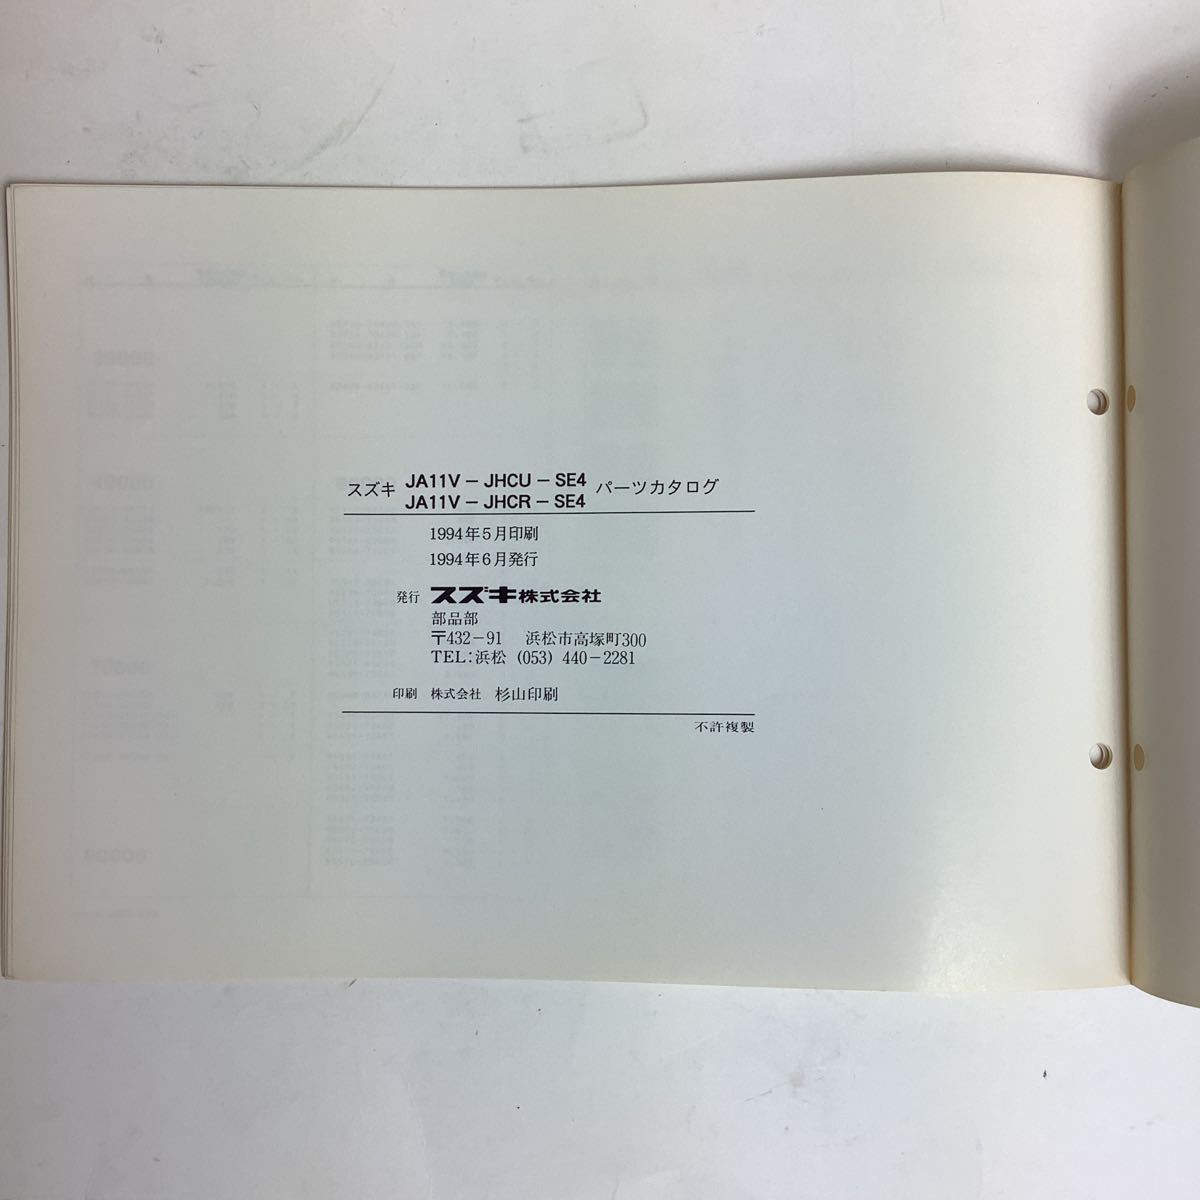 スズキ JA11V－JHCU－SE4 パーツカタログ
JA11V－JHCR－SE4
1994年5月印刷
1994年6月発行
発行 スズキ株式会社
部品部
〒432－91 浜松市高塚町300
TEL：浜松（053）440－2281
印刷 株式会社 杉山印刷
不許複製